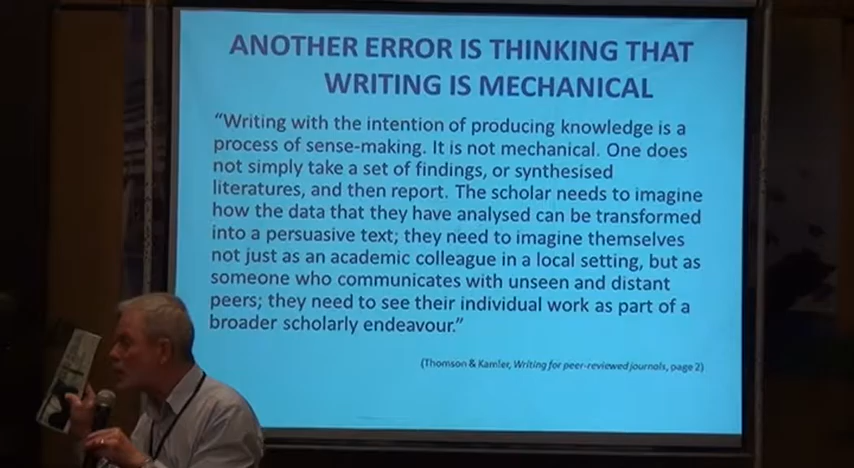 ANOTHER ERROR IS THINKING THAT
WRITING IS MECHANICAL
“Writing with the intention of producing knowledge is a
process of sense-making. It is not mechanical. One does
not simply take a set of findings, or synthesised
literatures, and then report. The scholar needs to imagine
how the data that they have analysed can be transformed
into a persuasive text; they need to imagine themselves
not just as an academic colleague in a local setting, but as
someone who communicates with unseen and distant
peers; they need to see their individual work as part of a
broader scholarly endeavour.”
(Thomson & Kamler, Writing for peer-reviewed journals, page 2)